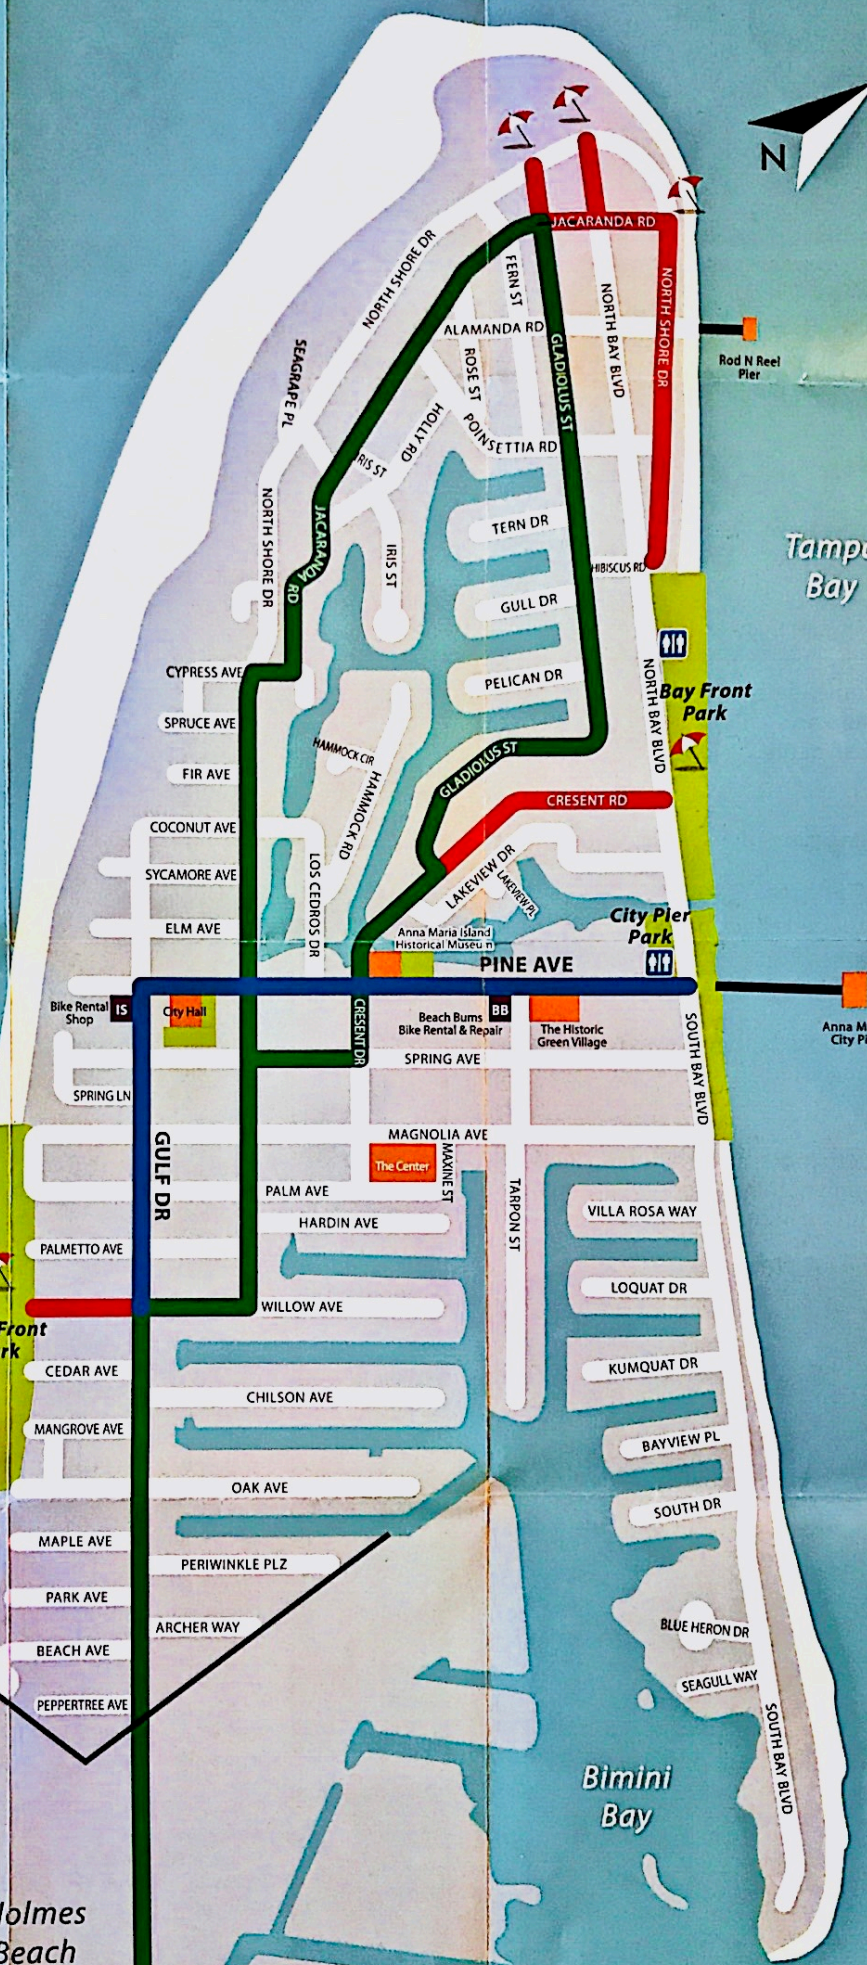 N
JACARANDA RD
NORTH SHORE DR
FERN ST
NORTH BAY BLVD
NORTH SHORE DR
ALAMANDA RD
GLADIOLUS ST
Rod N Reel
Pier
SEAGRAPE PL
ROSE ST
HOLLY RD
POINSETTIA RD
IRIS ST
NORTH SHORE DR
JACARANDA RD
TERN DR
IRIS ST
HIBISCUS RD
Bay
GULL DR
CYPRESS AVE
PELICAN DR
NORTH BAY BLVD
Bay Front
Park
SPRUCE AVE
HAMMOCK CIR
GLADIOLUS ST
FIR AVE
HAMMOCK RD
CRESENT RD
COCONUT AVE
LOS CEDROS DR
LAKEVIEW DR
LAKEVIEW PL
SYCAMORE AVE
ELM AVE
City Pier
Park
Anna Maria Island
Historical Museum
PINE AVE
Bike Rental
Shop
IS
City Hall
CRESENT DR
Beach Bums
Bike Rental & Repair
BB
The Historic
Green Village
SOUTH BAY BLVD
Anna M
City Pi
SPRING AVE
SPRING LN
GULF DR
MAGNOLIA AVE
The Center
MAXINE ST
PALM AVE
TARPON ST
HARDIN AVE
VILLA ROSA WAY
PALMETTO AVE
LOQUAT DR
WILLOW AVE
Front
rk
CEDAR AVE
KUMQUAT DR
CHILSON AVE
MANGROVE AVE
BAYVIEW PL
OAK AVE
SOUTH DR
MAPLE AVE
PERIWINKLE PLZ
PARK AVE
ARCHER WAY
BLUE HERON DR
BEACH AVE
SEAGULL WAY
PEPPERTREE AVE
SOUTH BAY BLVD
Bimini
Bay
olmes
Beach